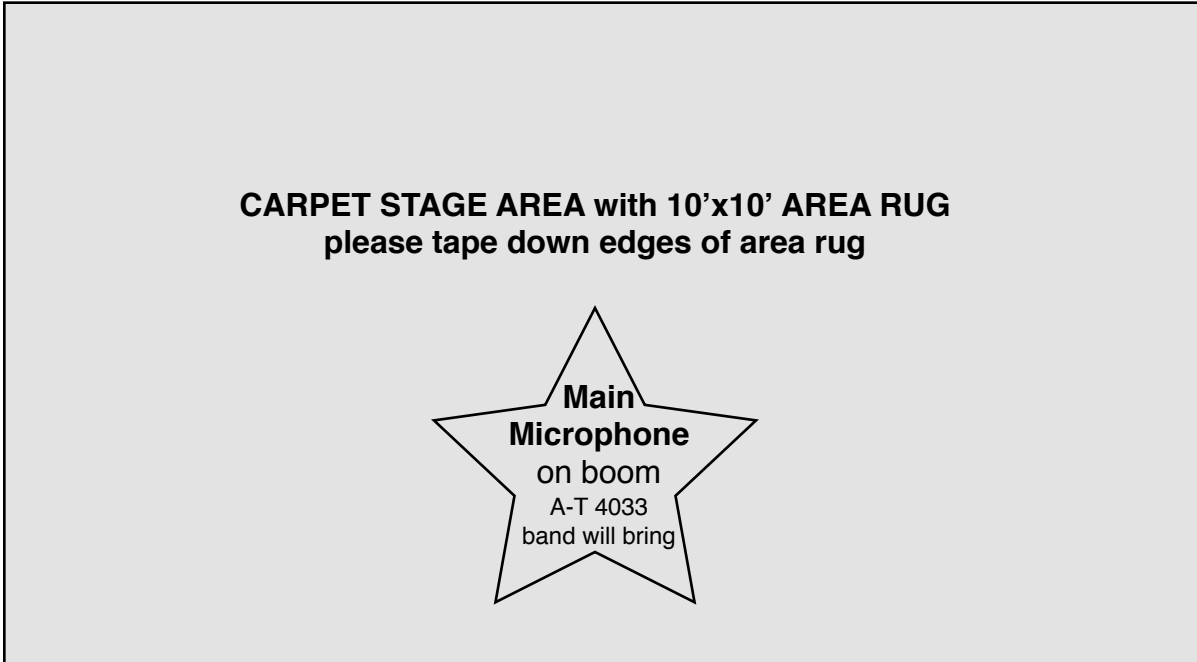 CARPET STAGE AREA with 10’x10’ AREA RUG
please tape down edges of area rug
Main
Microphone
on boom
A-T 4033
band will bring